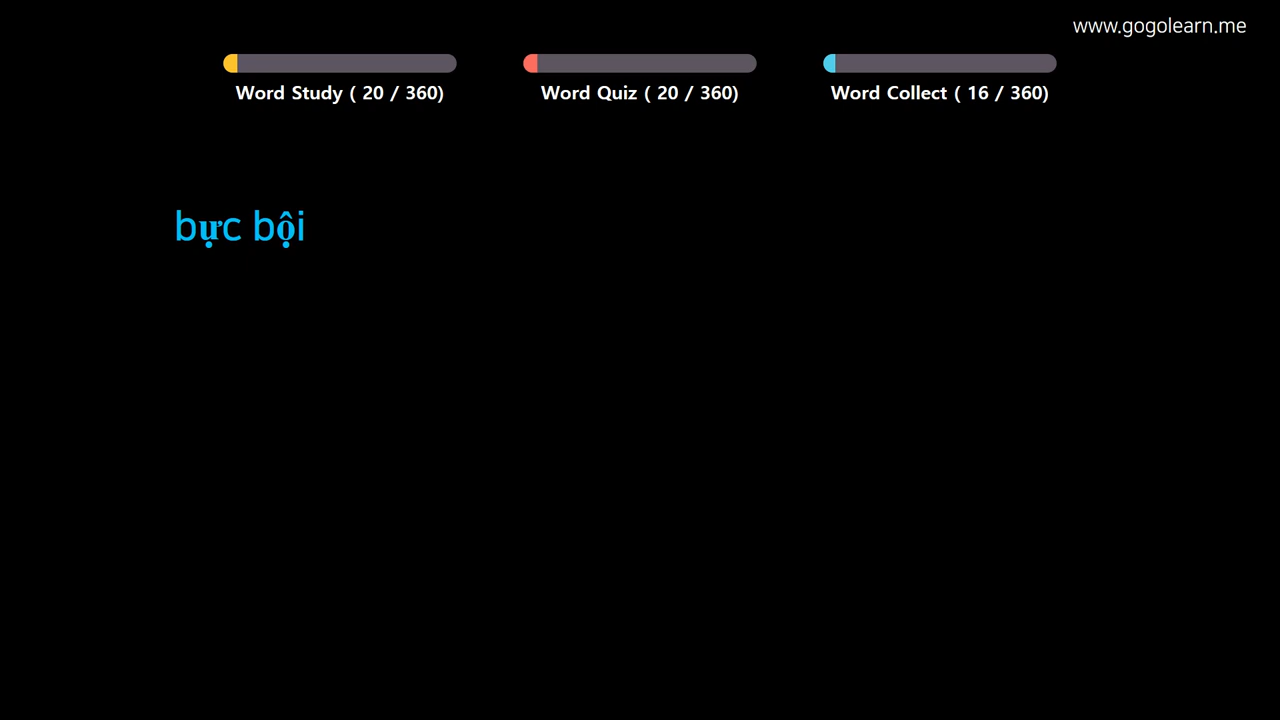 www.gogolearn.me
Word Study ( 20 / 360)
Word Quiz ( 20 / 360)
Word Collect ( 16 / 360)
bực bội